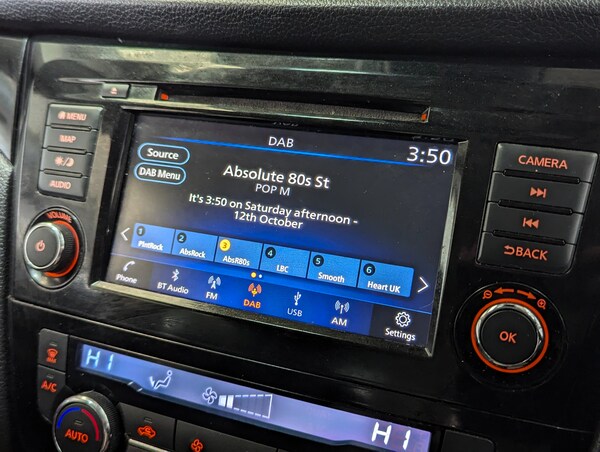 DAB
3:50
Source
DAB Menu
Absolute 80s St
POP M
It's 3:50 on Saturday afternoon -
12th October
1 PlntRock
2 AbsRock
3 AbsR80s
4 LBC
5 Smooth
6 Heart UK
Phone
BT Audio
FM
DAB
USB
AM
Settings
MENU
MAP
AUDIO
VOLUME
CAMERA
BACK
OK
A/C
AUTO
HI
HI